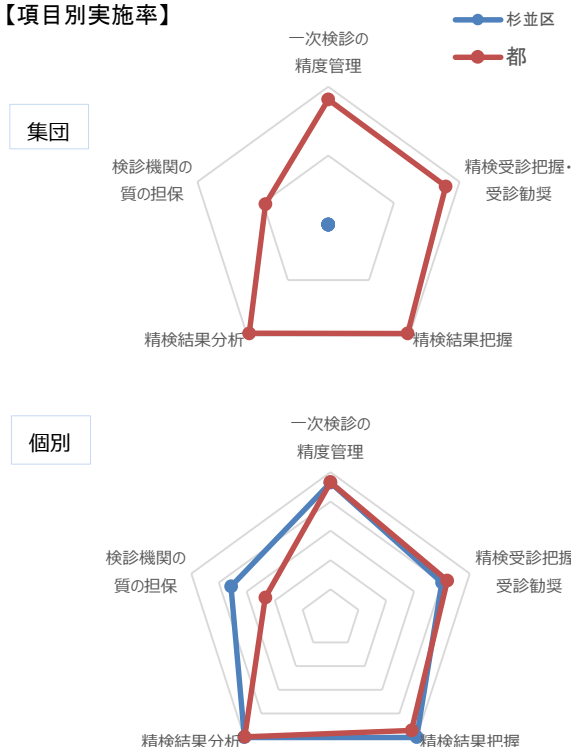 【項目別実施率】
杉並区
都
集団
一次検診の
精度管理
検診機関の
質の担保
精検受診把握・
受診勧奨
精検結果分析
精検結果把握
個別
一次検診の
精度管理
検診機関の
質の担保
精検受診把握
受診勧奨
精検結果分析
精検結果把握